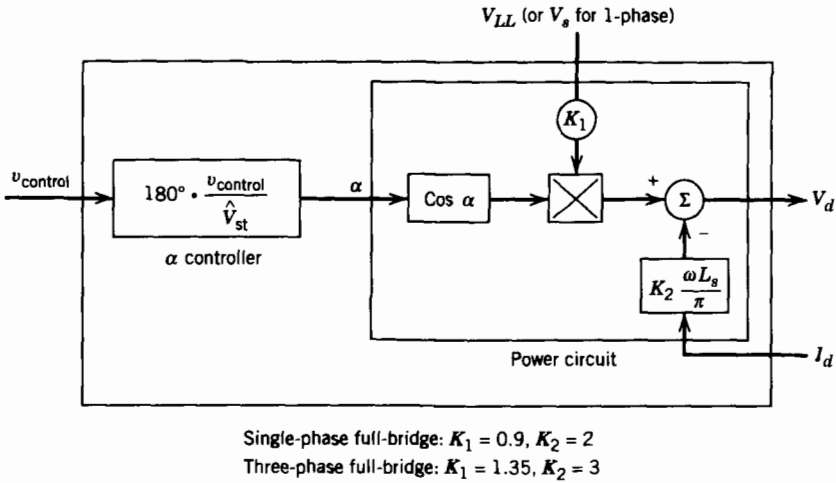 V_LL (or V_s for 1-phase)
K_1
v_control
180° · v_control / V̂_st
α
Cos α
+
Σ
V_d
−
α controller
K_2 ωL_s / π
Power circuit
I_d
Single-phase full-bridge: K_1 = 0.9, K_2 = 2
Three-phase full-bridge: K_1 = 1.35, K_2 = 3